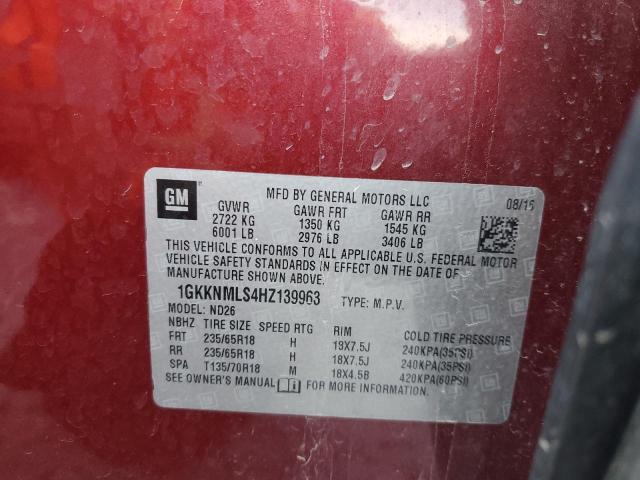 GM
MFD BY GENERAL MOTORS LLC 08/16
GVWR GAWR FRT GAWR RR
2722 KG 1350 KG 1545 KG
6001 LB 2976 LB 3406 LB
THIS VEHICLE CONFORMS TO ALL APPLICABLE U.S. FEDERAL MOTOR
VEHICLE SAFETY STANDARDS IN EFFECT ON THE DATE OF
MANUFACTURE SHOWN ABOVE.
1GKKNMLS4HZ139963 TYPE: M.P.V.
MODEL: ND26
NBHZ TIRE SIZE SPEED RTG RIM COLD TIRE PRESSURE
FRT 235/65R18 H 18X7.5J 240KPA(35PSI)
RR 235/65R18 H 18X7.5J 240KPA(35PSI)
SPA T135/70R18 M 18X4.5B 420KPA(60PSI)
SEE OWNER'S MANUAL FOR MORE INFORMATION.